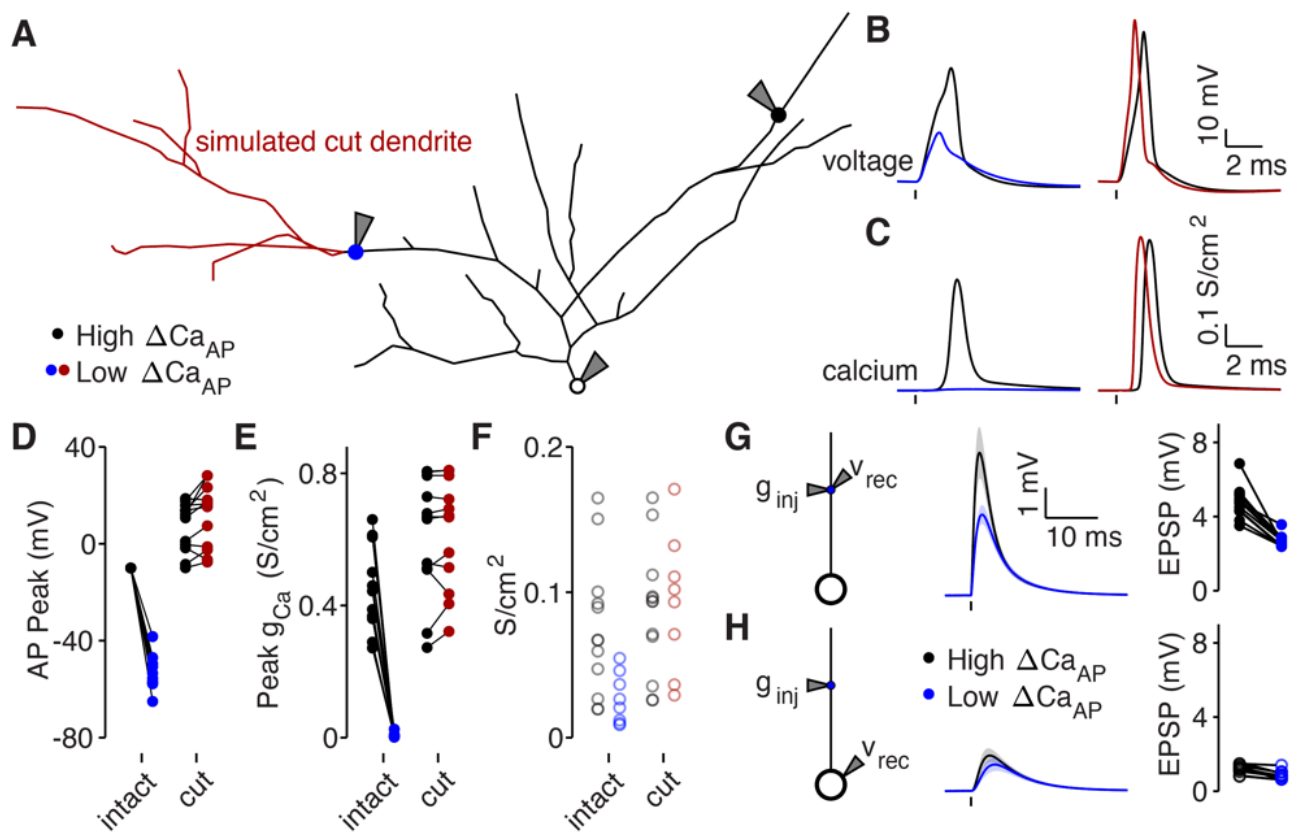 A
simulated cut dendrite
High ΔCa_AP
Low ΔCa_AP
B
voltage
10 mV
2 ms
C
calcium
0.1 S/cm²
2 ms
D
AP Peak (mV)
40
0
-40
-80
intact
cut
E
Peak g_Ca (S/cm²)
0.8
0.4
0
intact
cut
F
S/cm²
0.2
0.1
0
intact
cut
G
g_inj
v_rec
1 mV
10 ms
EPSP (mV)
8
4
0
H
g_inj
v_rec
High ΔCa_AP
Low ΔCa_AP
EPSP (mV)
8
4
0